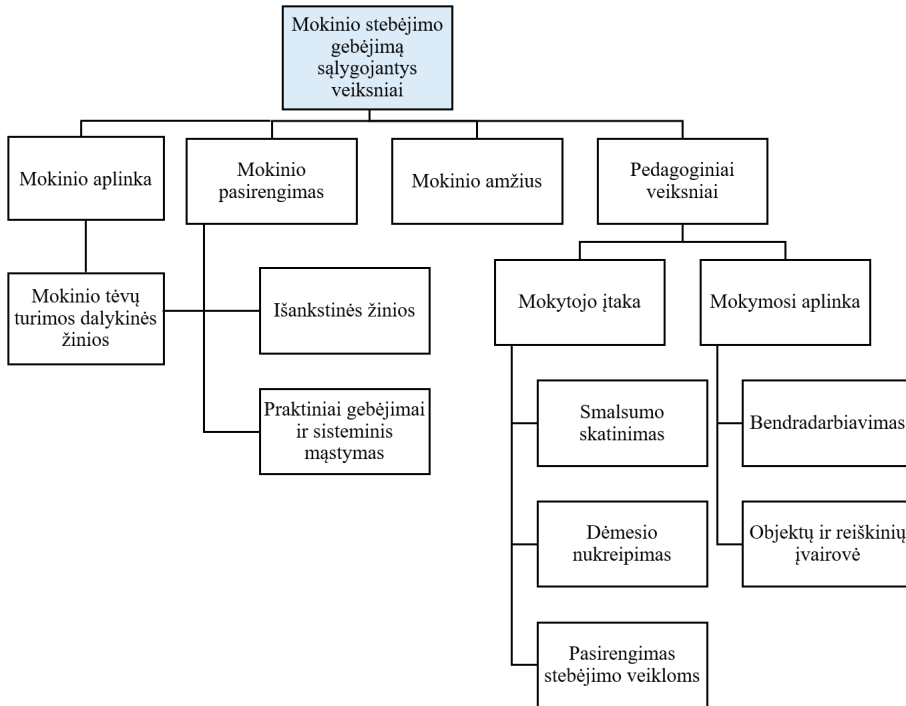 Mokinio stebėjimo
gebėjimą
sąlygojantys
veiksniai
Mokinio aplinka
Mokinio
pasirengimas
Mokinio amžius
Pedagoginiai
veiksniai
Mokinio tėvų
turimos dalykinės
žinios
Išankstinės žinios
Praktiniai gebėjimai
ir sisteminis
mąstymas
Mokytojo įtaka
Mokymosi aplinka
Smalsumo
skatinimas
Dėmesio
nukreipimas
Pasirengimas
stebėjimo veikloms
Bendradarbiavimas
Objektų ir reiškinių
įvairovė